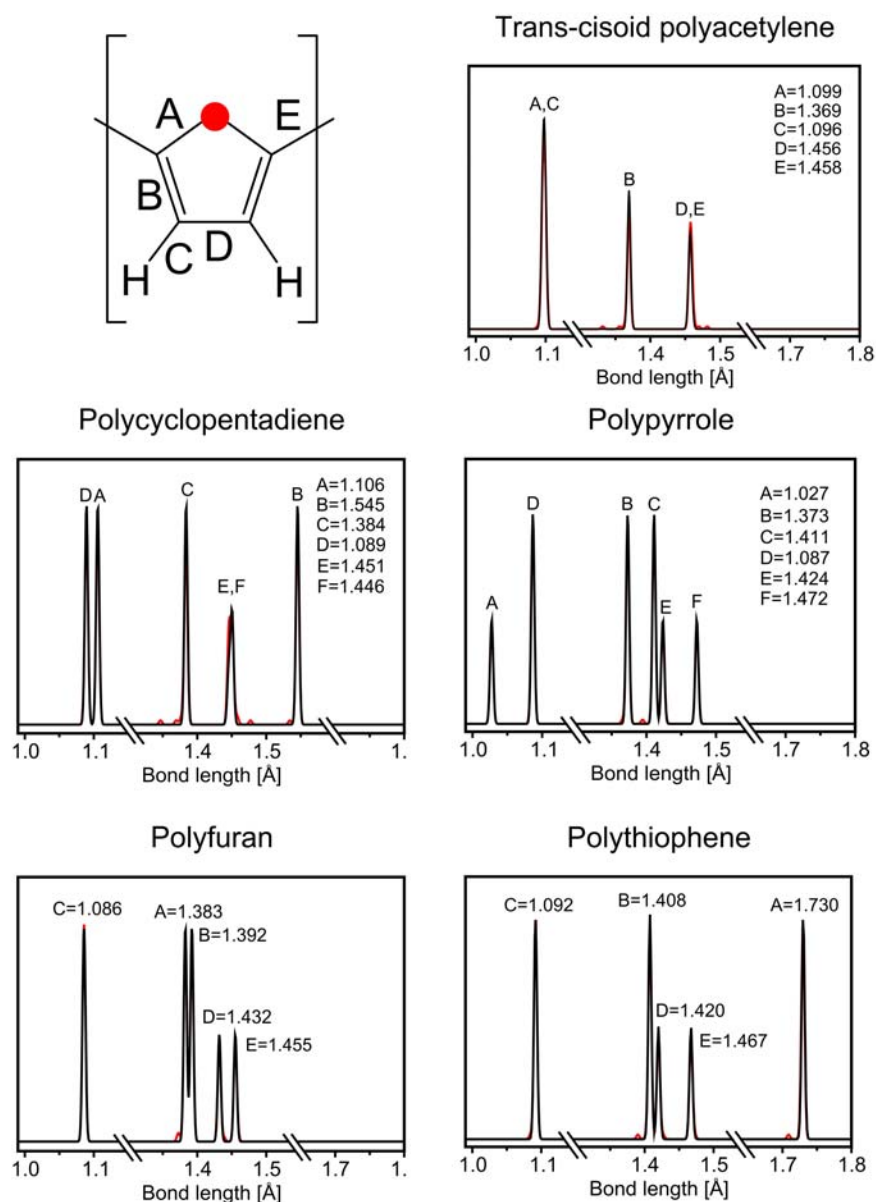 Trans-cisoid polyacetylene
A
E
B
C
D
H
H
A,C
B
D,E
A=1.099
B=1.369
C=1.096
D=1.456
E=1.458
1.0 1.1 1.4 1.5 1.7 1.8
Bond length [Å]
Polycyclopentadiene
D A
C
E,F
B
A=1.106
B=1.545
C=1.384
D=1.089
E=1.451
F=1.446
1.0 1.1 1.4 1.5 1.
Bond length [Å]
Polypyrrole
A
D
B
C
E
F
A=1.027
B=1.373
C=1.411
D=1.087
E=1.424
F=1.472
1.0 1.1 1.4 1.5 1.7 1.8
Bond length [Å]
Polyfuran
C=1.086
A=1.383
B=1.392
D=1.432
E=1.455
1.0 1.1 1.4 1.5 1.7 1.
Bond length [Å]
Polythiophene
C=1.092
B=1.408
A=1.730
D=1.420
E=1.467
1.0 1.1 1.4 1.5 1.7 1.8
Bond length [Å]